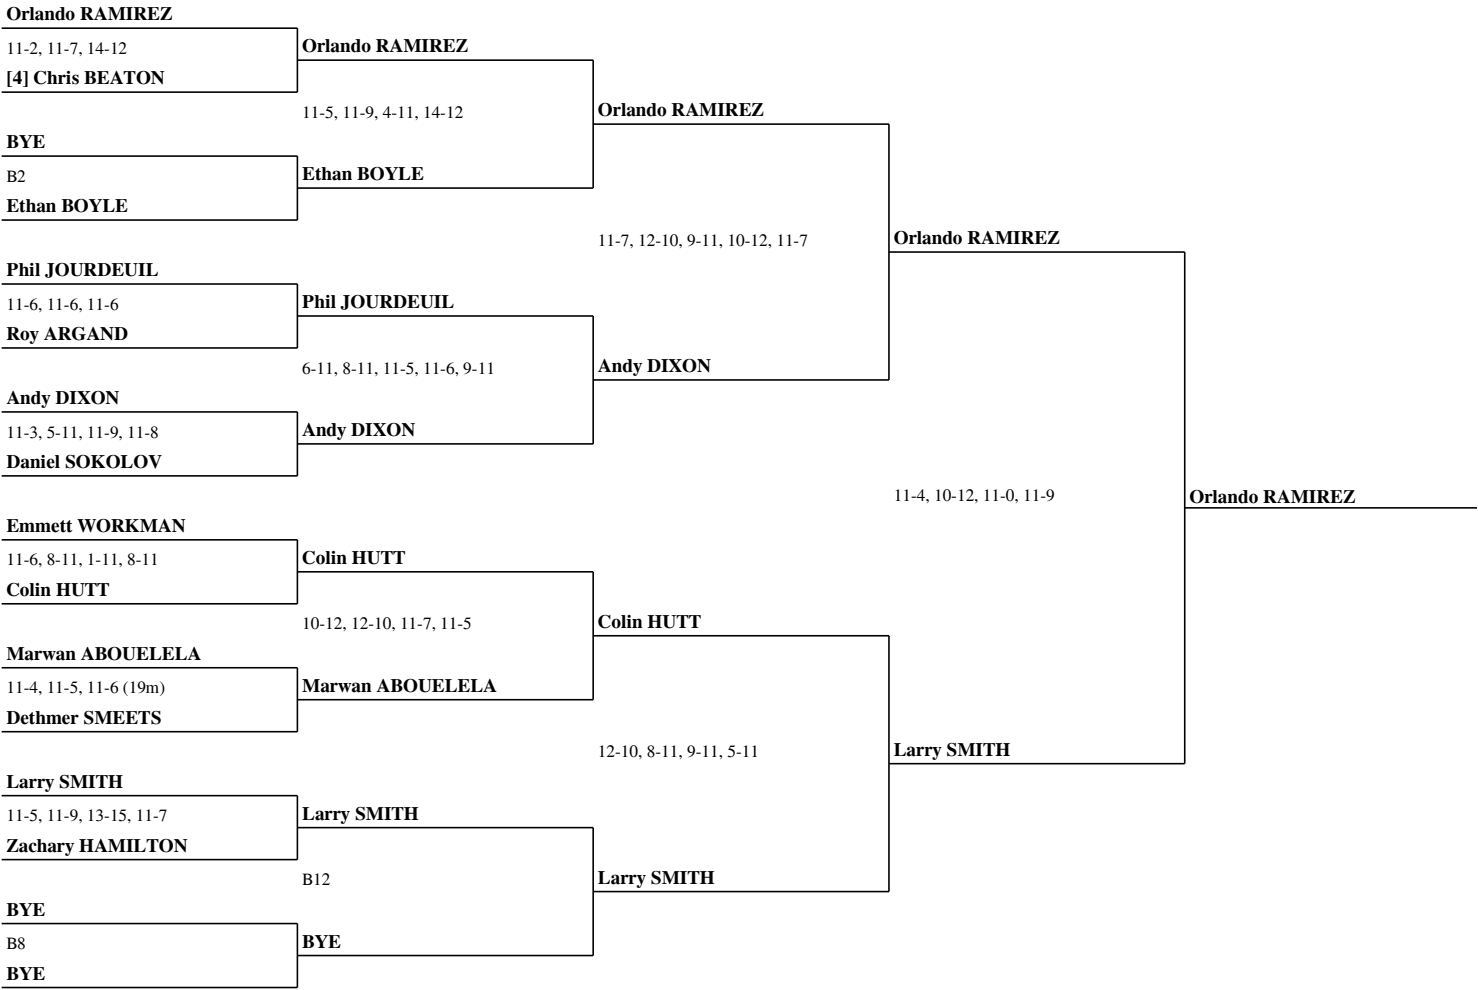 Orlando RAMIREZ
11-2, 11-7, 14-12
[4] Chris BEATON
BYE
B2
Ethan BOYLE
Phil JOURDEUIL
11-6, 11-6, 11-6
Roy ARGAND
Andy DIXON
11-3, 5-11, 11-9, 11-8
Daniel SOKOLOV
Emmett WORKMAN
11-6, 8-11, 1-11, 8-11
Colin HUTT
Marwan ABOUELELA
11-4, 11-5, 11-6 (19m)
Dethmer SMEETS
Larry SMITH
11-5, 11-9, 13-15, 11-7
Zachary HAMILTON
BYE
B8
BYE
Orlando RAMIREZ
11-5, 11-9, 4-11, 14-12
Ethan BOYLE
Phil JOURDEUIL
6-11, 8-11, 11-5, 11-6, 9-11
Andy DIXON
Colin HUTT
10-12, 12-10, 11-7, 11-5
Marwan ABOUELELA
Larry SMITH
B12
BYE
Orlando RAMIREZ
11-7, 12-10, 9-11, 10-12, 11-7
Andy DIXON
Colin HUTT
12-10, 8-11, 9-11, 5-11
Larry SMITH
Orlando RAMIREZ
11-4, 10-12, 11-0, 11-9
Larry SMITH
Orlando RAMIREZ